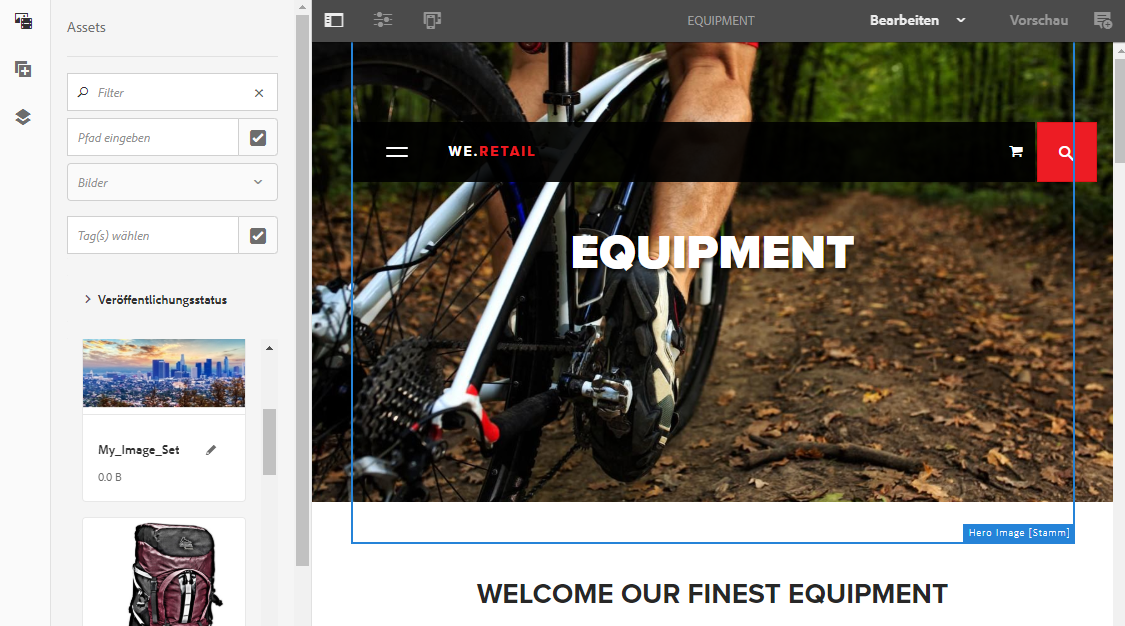 Assets
Filter
Pfad eingeben
Bilder
Tag(s) wählen
Veröffentlichungsstatus
My_Image_Set
0.0 B
EQUIPMENT
Bearbeiten
Vorschau
WE.RETAIL
EQUIPMENT
Hero Image [Stamm]
WELCOME OUR FINEST EQUIPMENT